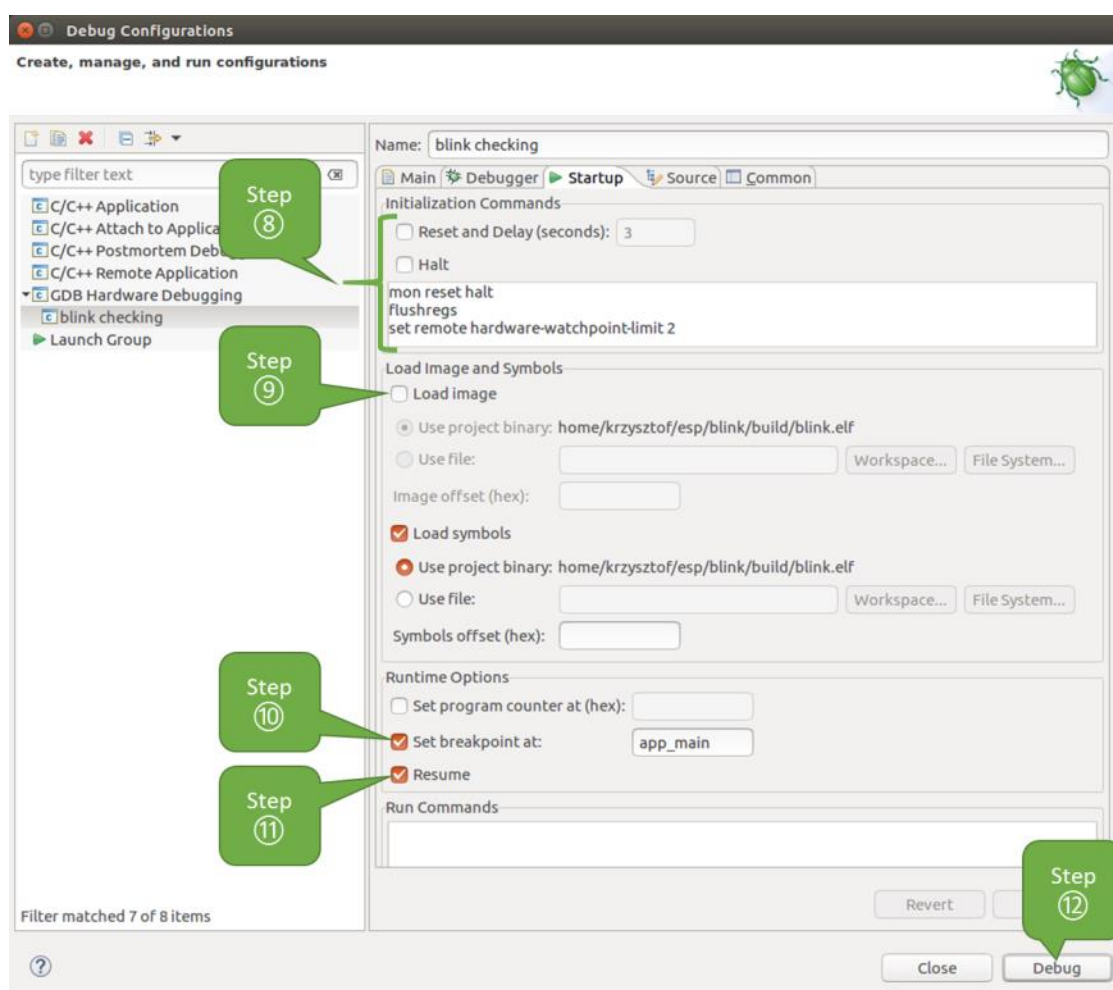 Debug Configurations
Create, manage, and run configurations
type filter text
C/C++ Application
C/C++ Attach to Applica
C/C++ Postmortem Deb
C/C++ Remote Application
GDB Hardware Debugging
blink checking
Launch Group
Filter matched 7 of 8 items
Step
⑧
Step
⑨
Step
⑩
Step
⑪
Name: blink checking
Main Debugger Startup Source Common
Initialization Commands
Reset and Delay (seconds): 3
Halt
mon reset halt
flushregs
set remote hardware-watchpoint-limit 2
Load Image and Symbols
Load image
Use project binary: home/krzysztof/esp/blink/build/blink.elf
Use file: Workspace... File System...
Image offset (hex):
Load symbols
Use project binary: home/krzysztof/esp/blink/build/blink.elf
Use file: Workspace... File System...
Symbols offset (hex):
Runtime Options
Set program counter at (hex):
Set breakpoint at: app_main
Resume
Run Commands
Step
⑫
Revert
Close Debug